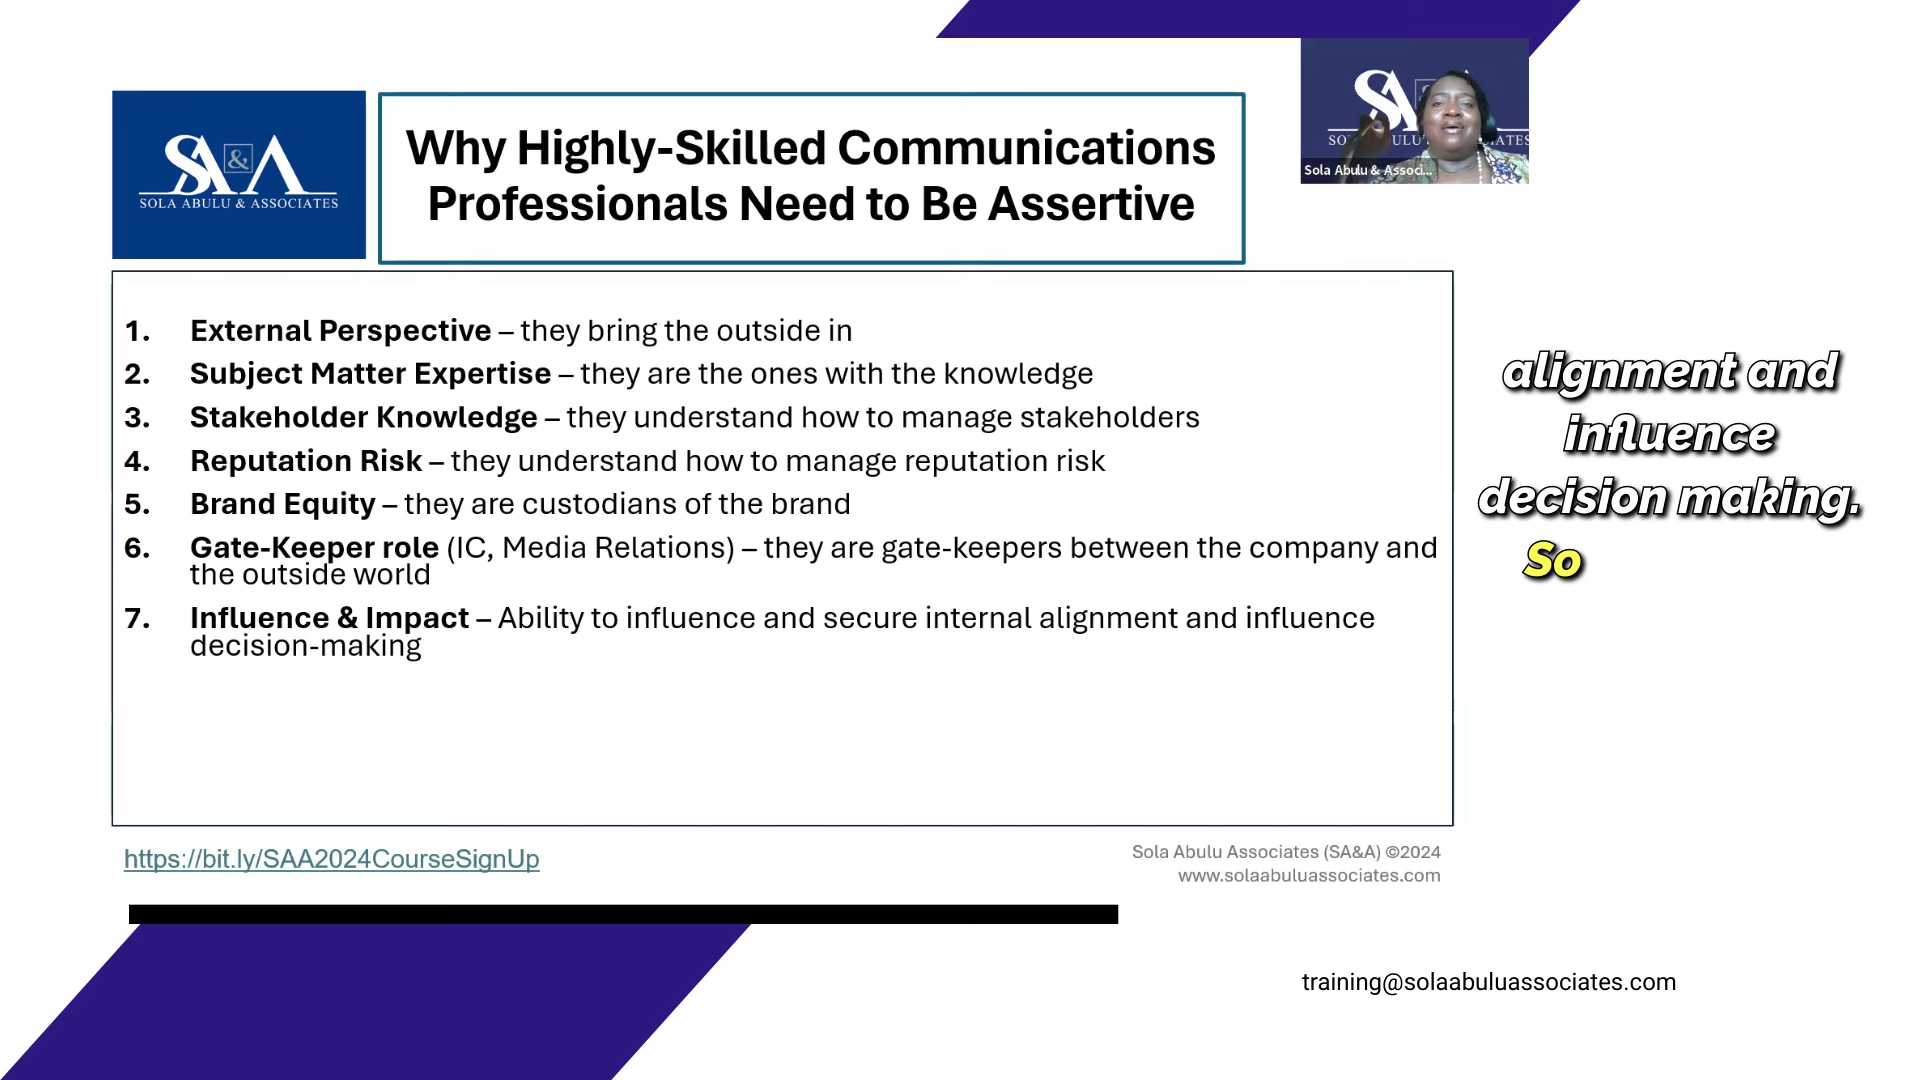 SA&A
SOLA ABULU & ASSOCIATES
Why Highly-Skilled Communications
Professionals Need to Be Assertive
SA&
SO ULU IATES
Sola Abulu & Associ...
1. External Perspective – they bring the outside in
2. Subject Matter Expertise – they are the ones with the knowledge
3. Stakeholder Knowledge – they understand how to manage stakeholders
4. Reputation Risk – they understand how to manage reputation risk
5. Brand Equity – they are custodians of the brand
6. Gate-Keeper role (IC, Media Relations) – they are gate-keepers between the company and
the outside world
7. Influence & Impact – Ability to influence and secure internal alignment and influence
decision-making
alignment and
influence
decision making.
So
https://bit.ly/SAA2024CourseSignUp
Sola Abulu Associates (SA&A) ©2024
www.solaabuluassociates.com
training@solaabuluassociates.com